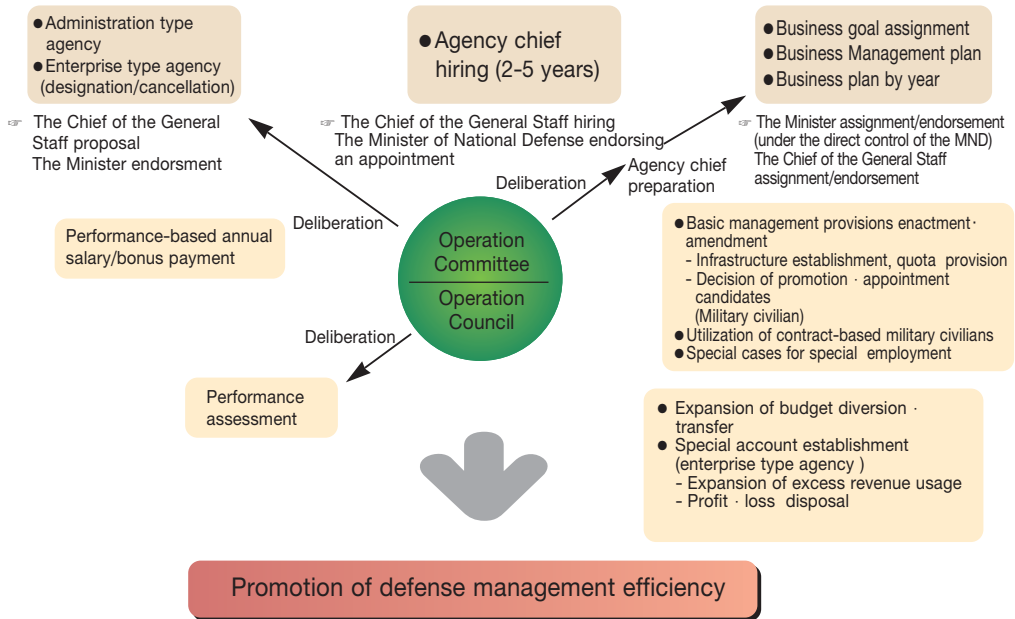 ● Administration type
agency
● Enterprise type agency
(designation/cancellation)
☞ The Chief of the General
Staff proposal
The Minister endorsment
● Agency chief
hiring (2-5 years)
☞ The Chief of the General Staff hiring
The Minister of National Defense endorsing
an appointment
● Business goal assignment
● Business Management plan
● Business plan by year
☞ The Minister assignment/endorsement
(under the direct control of the MND)
The Chief of the General Staff
assignment/endorsement
Deliberation
Agency chief
preparation
Deliberation
Performance-based annual
salary/bonus payment
Operation
Committee
Operation
Council
Deliberation
Performance
assessment
● Basic management provisions enactment·
amendment
- Infrastructure establishment, quota provision
- Decision of promotion · appointment
candidates
(Military civilian)
● Utilization of contract-based military civilians
● Special cases for special employment
● Expansion of budget diversion ·
transfer
● Special account establishment
(enterprise type agency )
- Expansion of excess revenue usage
- Profit · loss disposal
Promotion of defense management efficiency